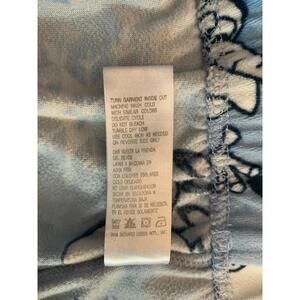 TURN GARMENT INSIDE OUT
MACHINE WASH COLD
WITH SIMILAR COLORS
DELICATE CYCLE
DO NOT BLEACH
TUMBLE DRY LOW
USE COOL IRON AS NEEDED
ON REVERSE SIDE ONLY
DAR VUELTA LA PRENDA
DEL REVES
LAVAR A MAQUINA EN
AGUA FRIA
CON COLORES SIMILARES
CICLO DELICADO
NO USAR BLANQUEADOR
SECAR EN SECADORA A
TEMPERATURA BAJA
PLANCHA FRIA SI ES NECESARIO
EN EL REVES SOLAMENTE